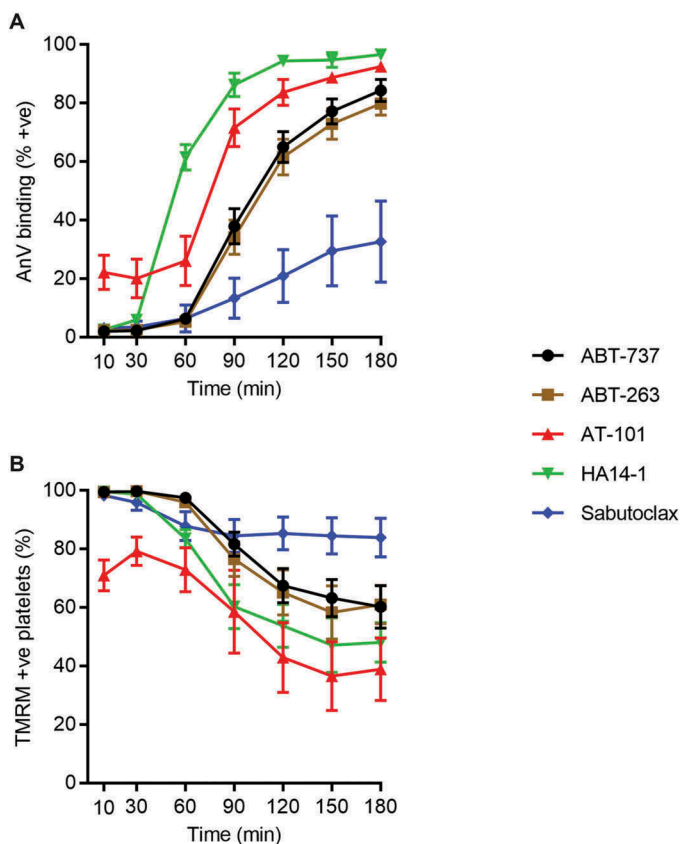 A
AnV binding (% +ve)
100
80
60
40
20
0
10 30 60 90 120 150 180
Time (min)
ABT-737
ABT-263
AT-101
HA14-1
Sabutoclax
B
TMRM +ve platelets (%)
100
80
60
40
20
0
10 30 60 90 120 150 180
Time (min)